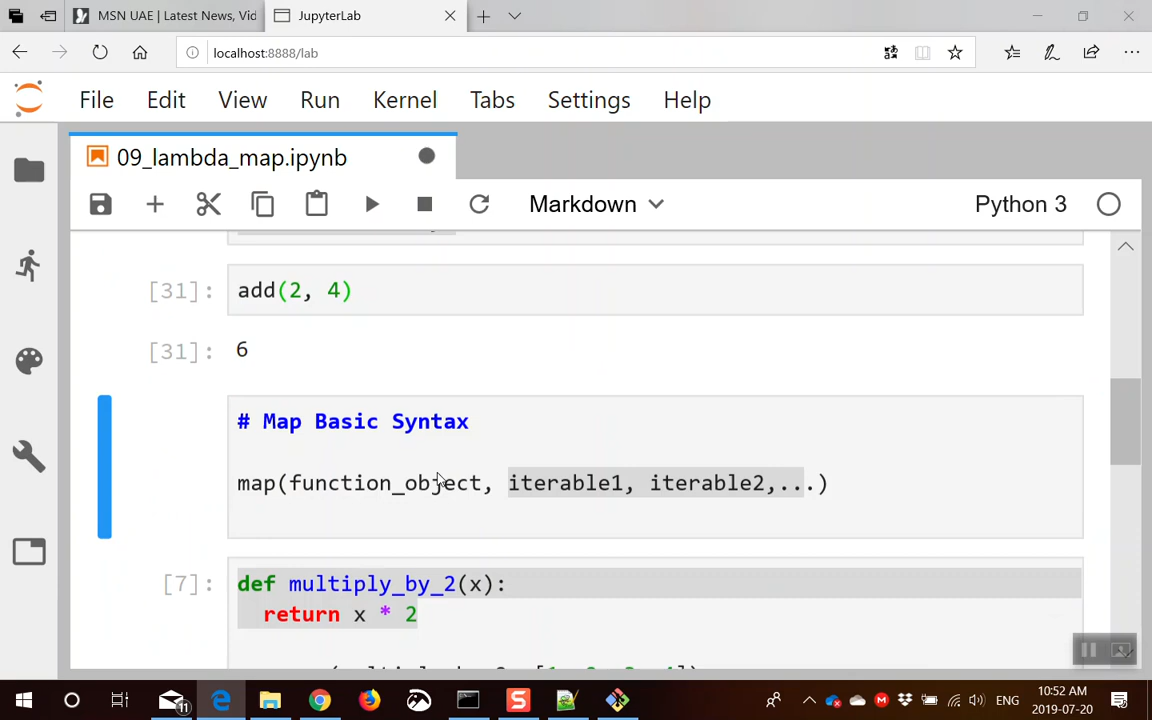 MSN UAE | Latest News, Vid
JupyterLab
localhost:8888/lab
File Edit View Run Kernel Tabs Settings Help
09_lambda_map.ipynb
Markdown
Python 3
[31]: add(2, 4)
[31]: 6
# Map Basic Syntax
map(function_object, iterable1, iterable2,....)
[7]: def multiply_by_2(x):
return x * 2
11
ENG
10:52 AM
2019-07-20